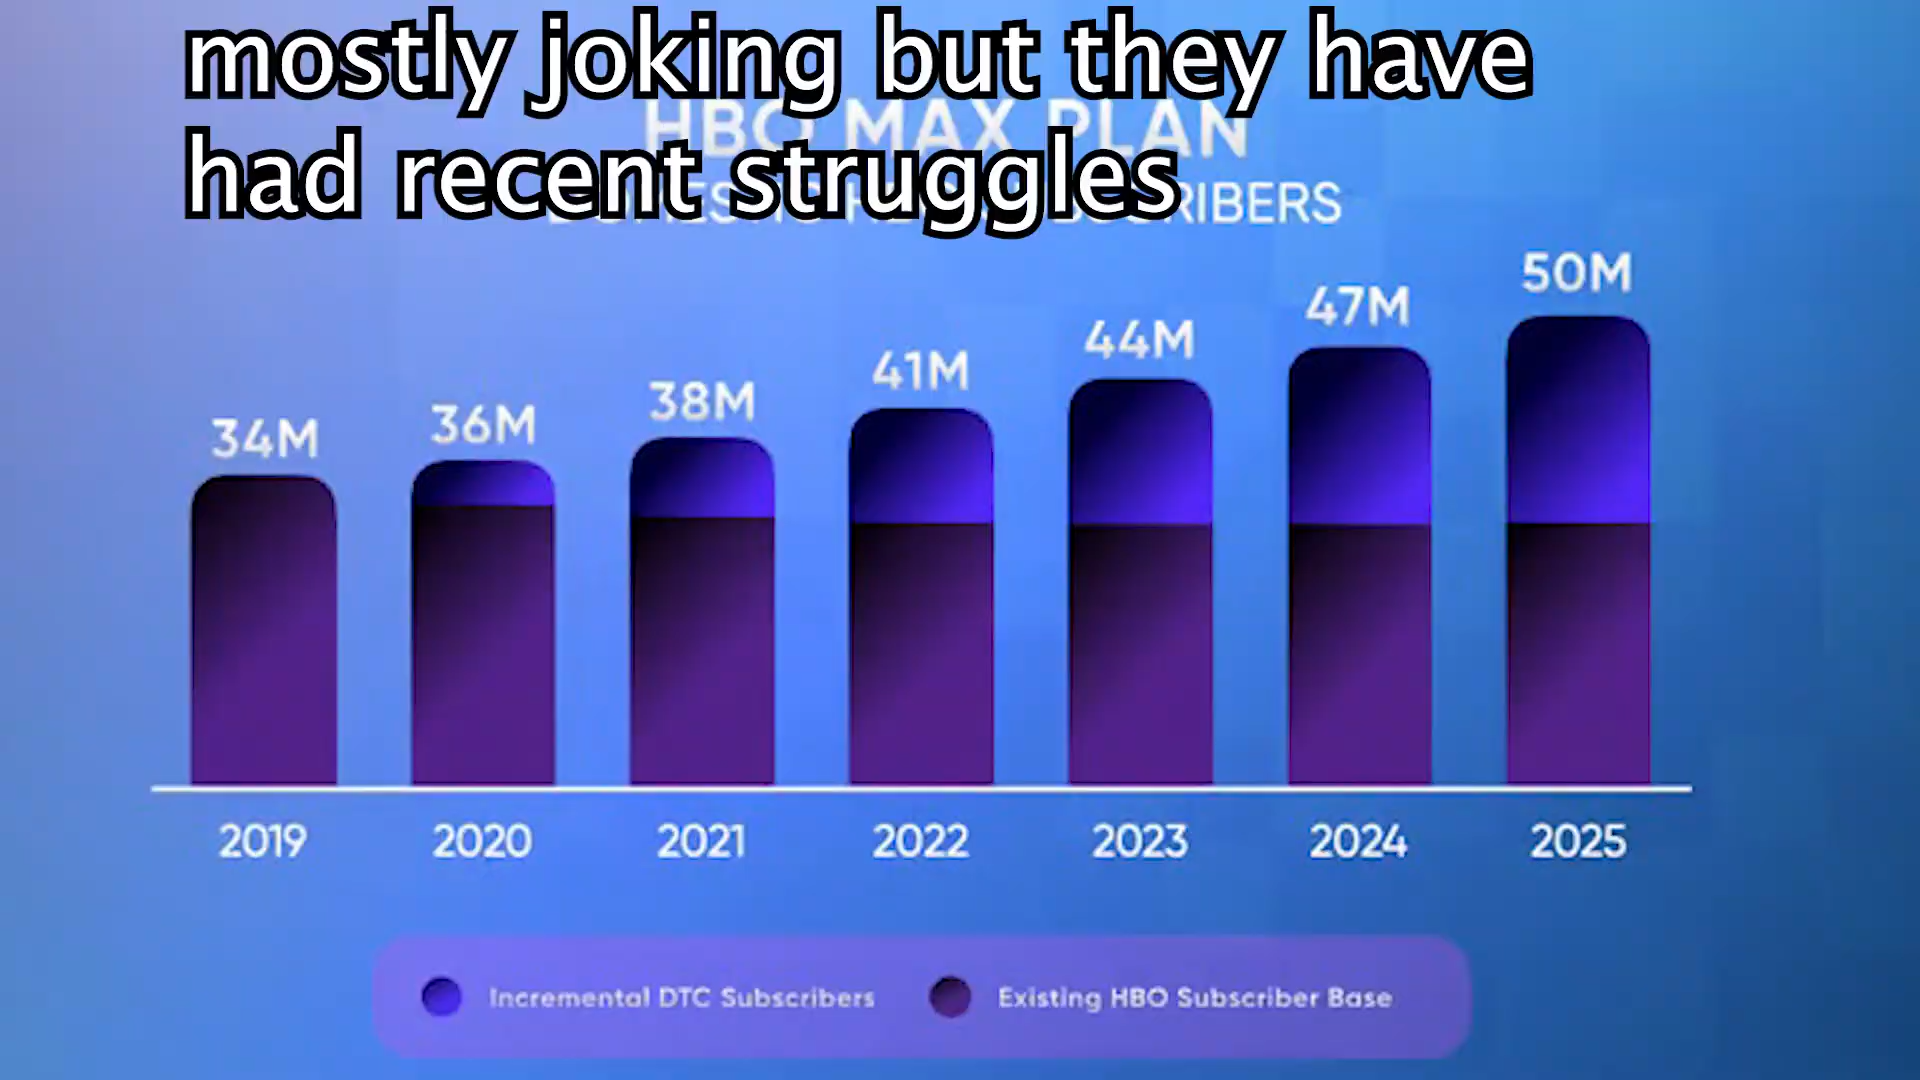 mostly joking but they have
had recent struggles
HBO MAX PLAN
SUBSCRIBERS
50M
47M
44M
41M
38M
36M
34M
2019 2020 2021 2022 2023 2024 2025
Incremental DTC Subscribers Existing HBO Subscriber Base